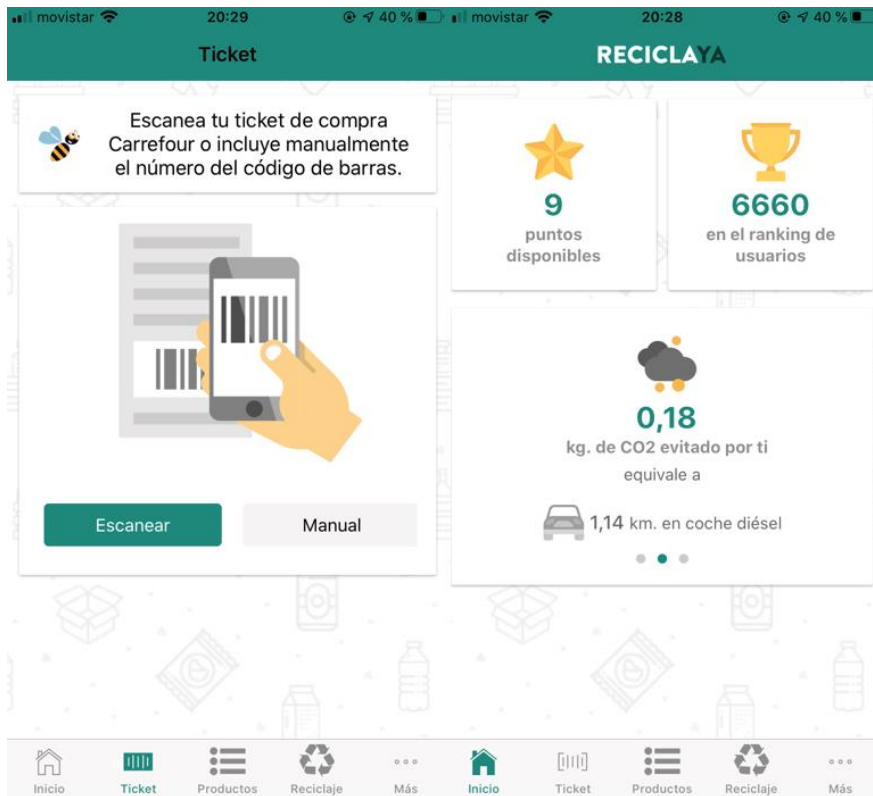 movistar 20:29 40 %
Ticket
Escanea tu ticket de compra
Carrefour o incluye manualmente
el número del código de barras.
Escanear Manual
Inicio Ticket Productos Reciclaje Más
movistar 20:28 40 %
RECICLAYA
9
puntos
disponibles
6660
en el ranking de
usuarios
0,18
kg. de CO2 evitado por ti
equivale a
1,14 km. en coche diésel
Inicio Ticket Productos Reciclaje Más